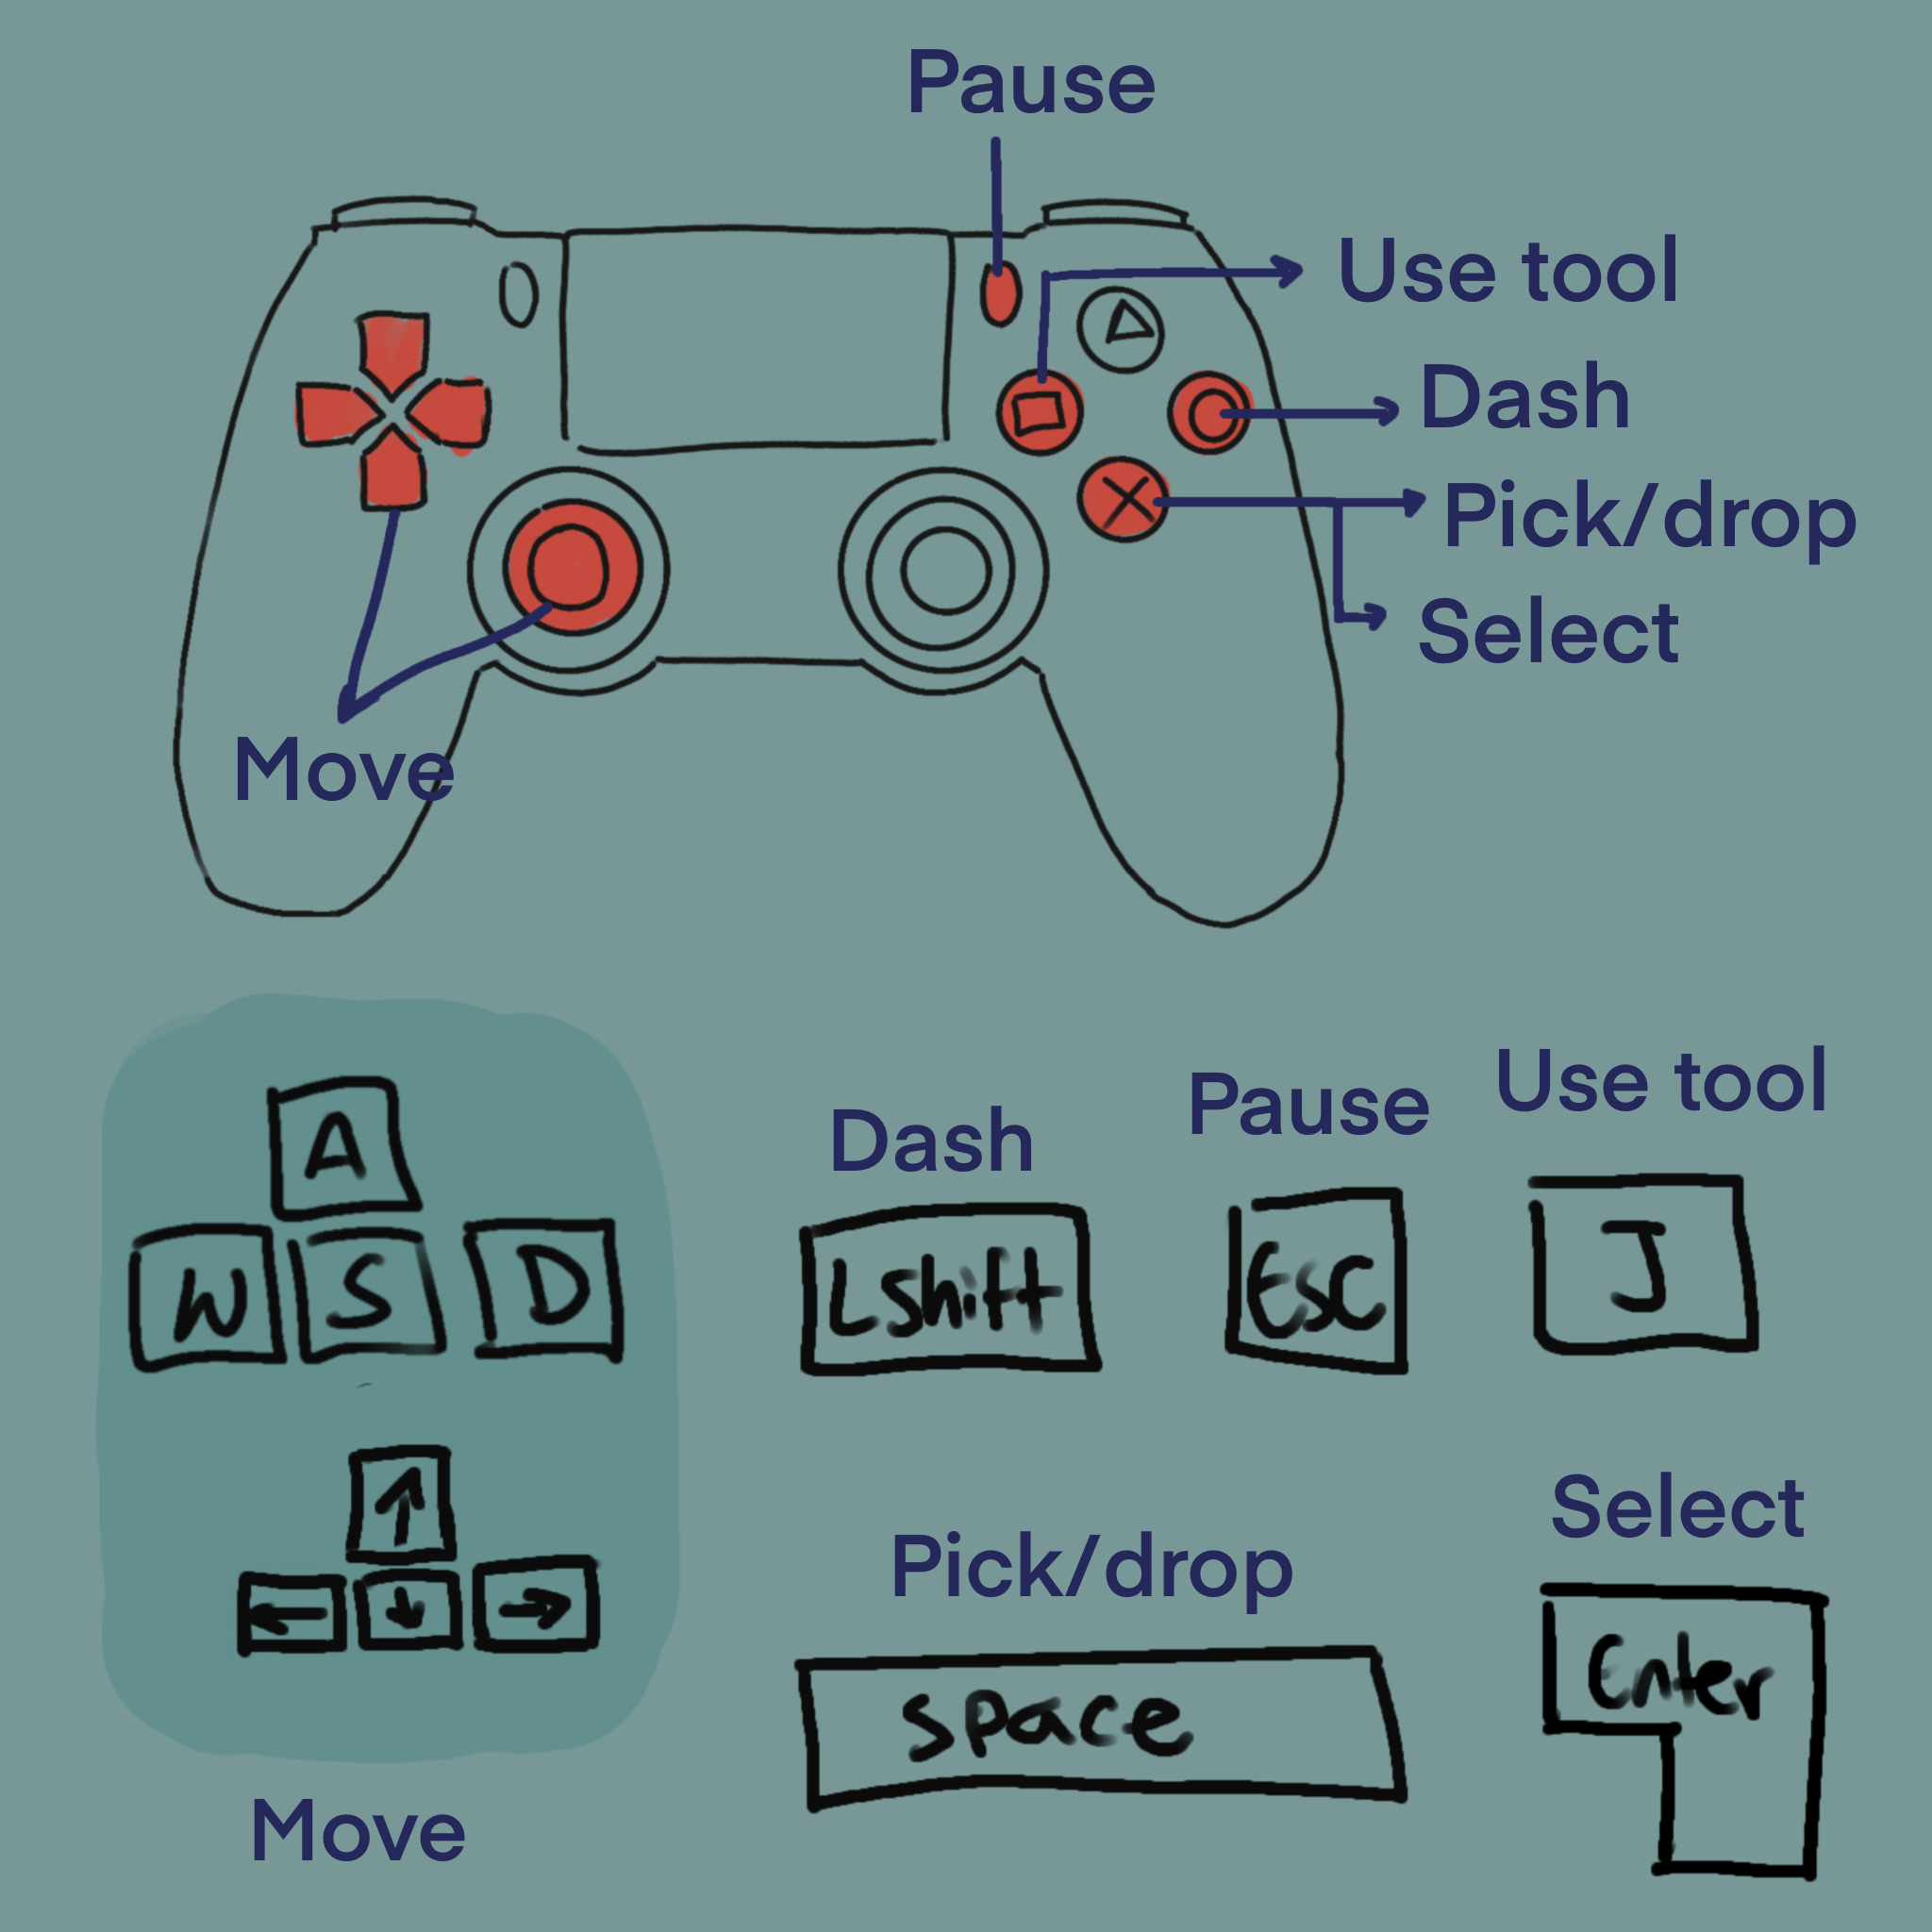 Pause
Use tool
Dash
Pick/drop
Select
Move
A
W S D
Move
Dash
Lshift
Pause
Esc
Use tool
J
Pick/drop
space
Select
Enter